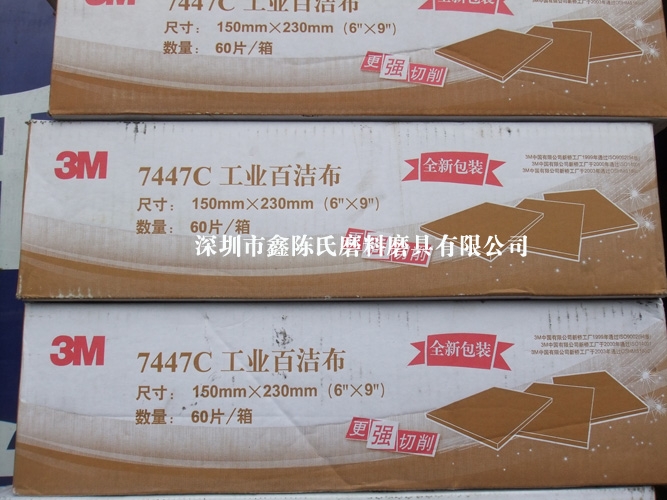 7447C 工业百洁布
尺寸: 150mm×230mm (6"×9")
数量: 60片/箱
更强切削
3M
7447C 工业百洁布
尺寸: 150mm×230mm (6"×9")
数量: 60片/箱
全新包装
更强切削
深圳市鑫陈氏磨料磨具有限公司
3M
7447C 工业百洁布
尺寸: 150mm×230mm (6"×9")
数量: 60片/箱
全新包装
更强切削